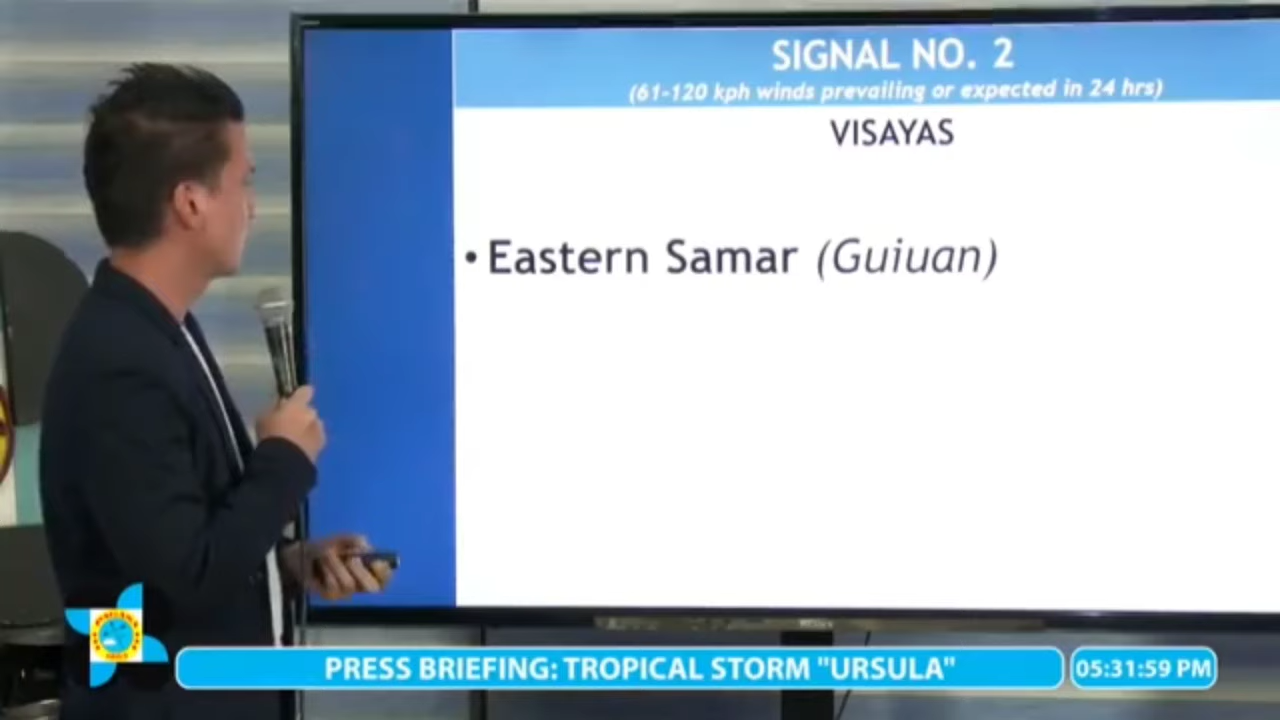 SIGNAL NO. 2
(61-120 kph winds prevailing or expected in 24 hrs)
VISAYAS
• Eastern Samar (Guiuan)
PRESS BRIEFING: TROPICAL STORM "URSULA"
05:31:59 PM